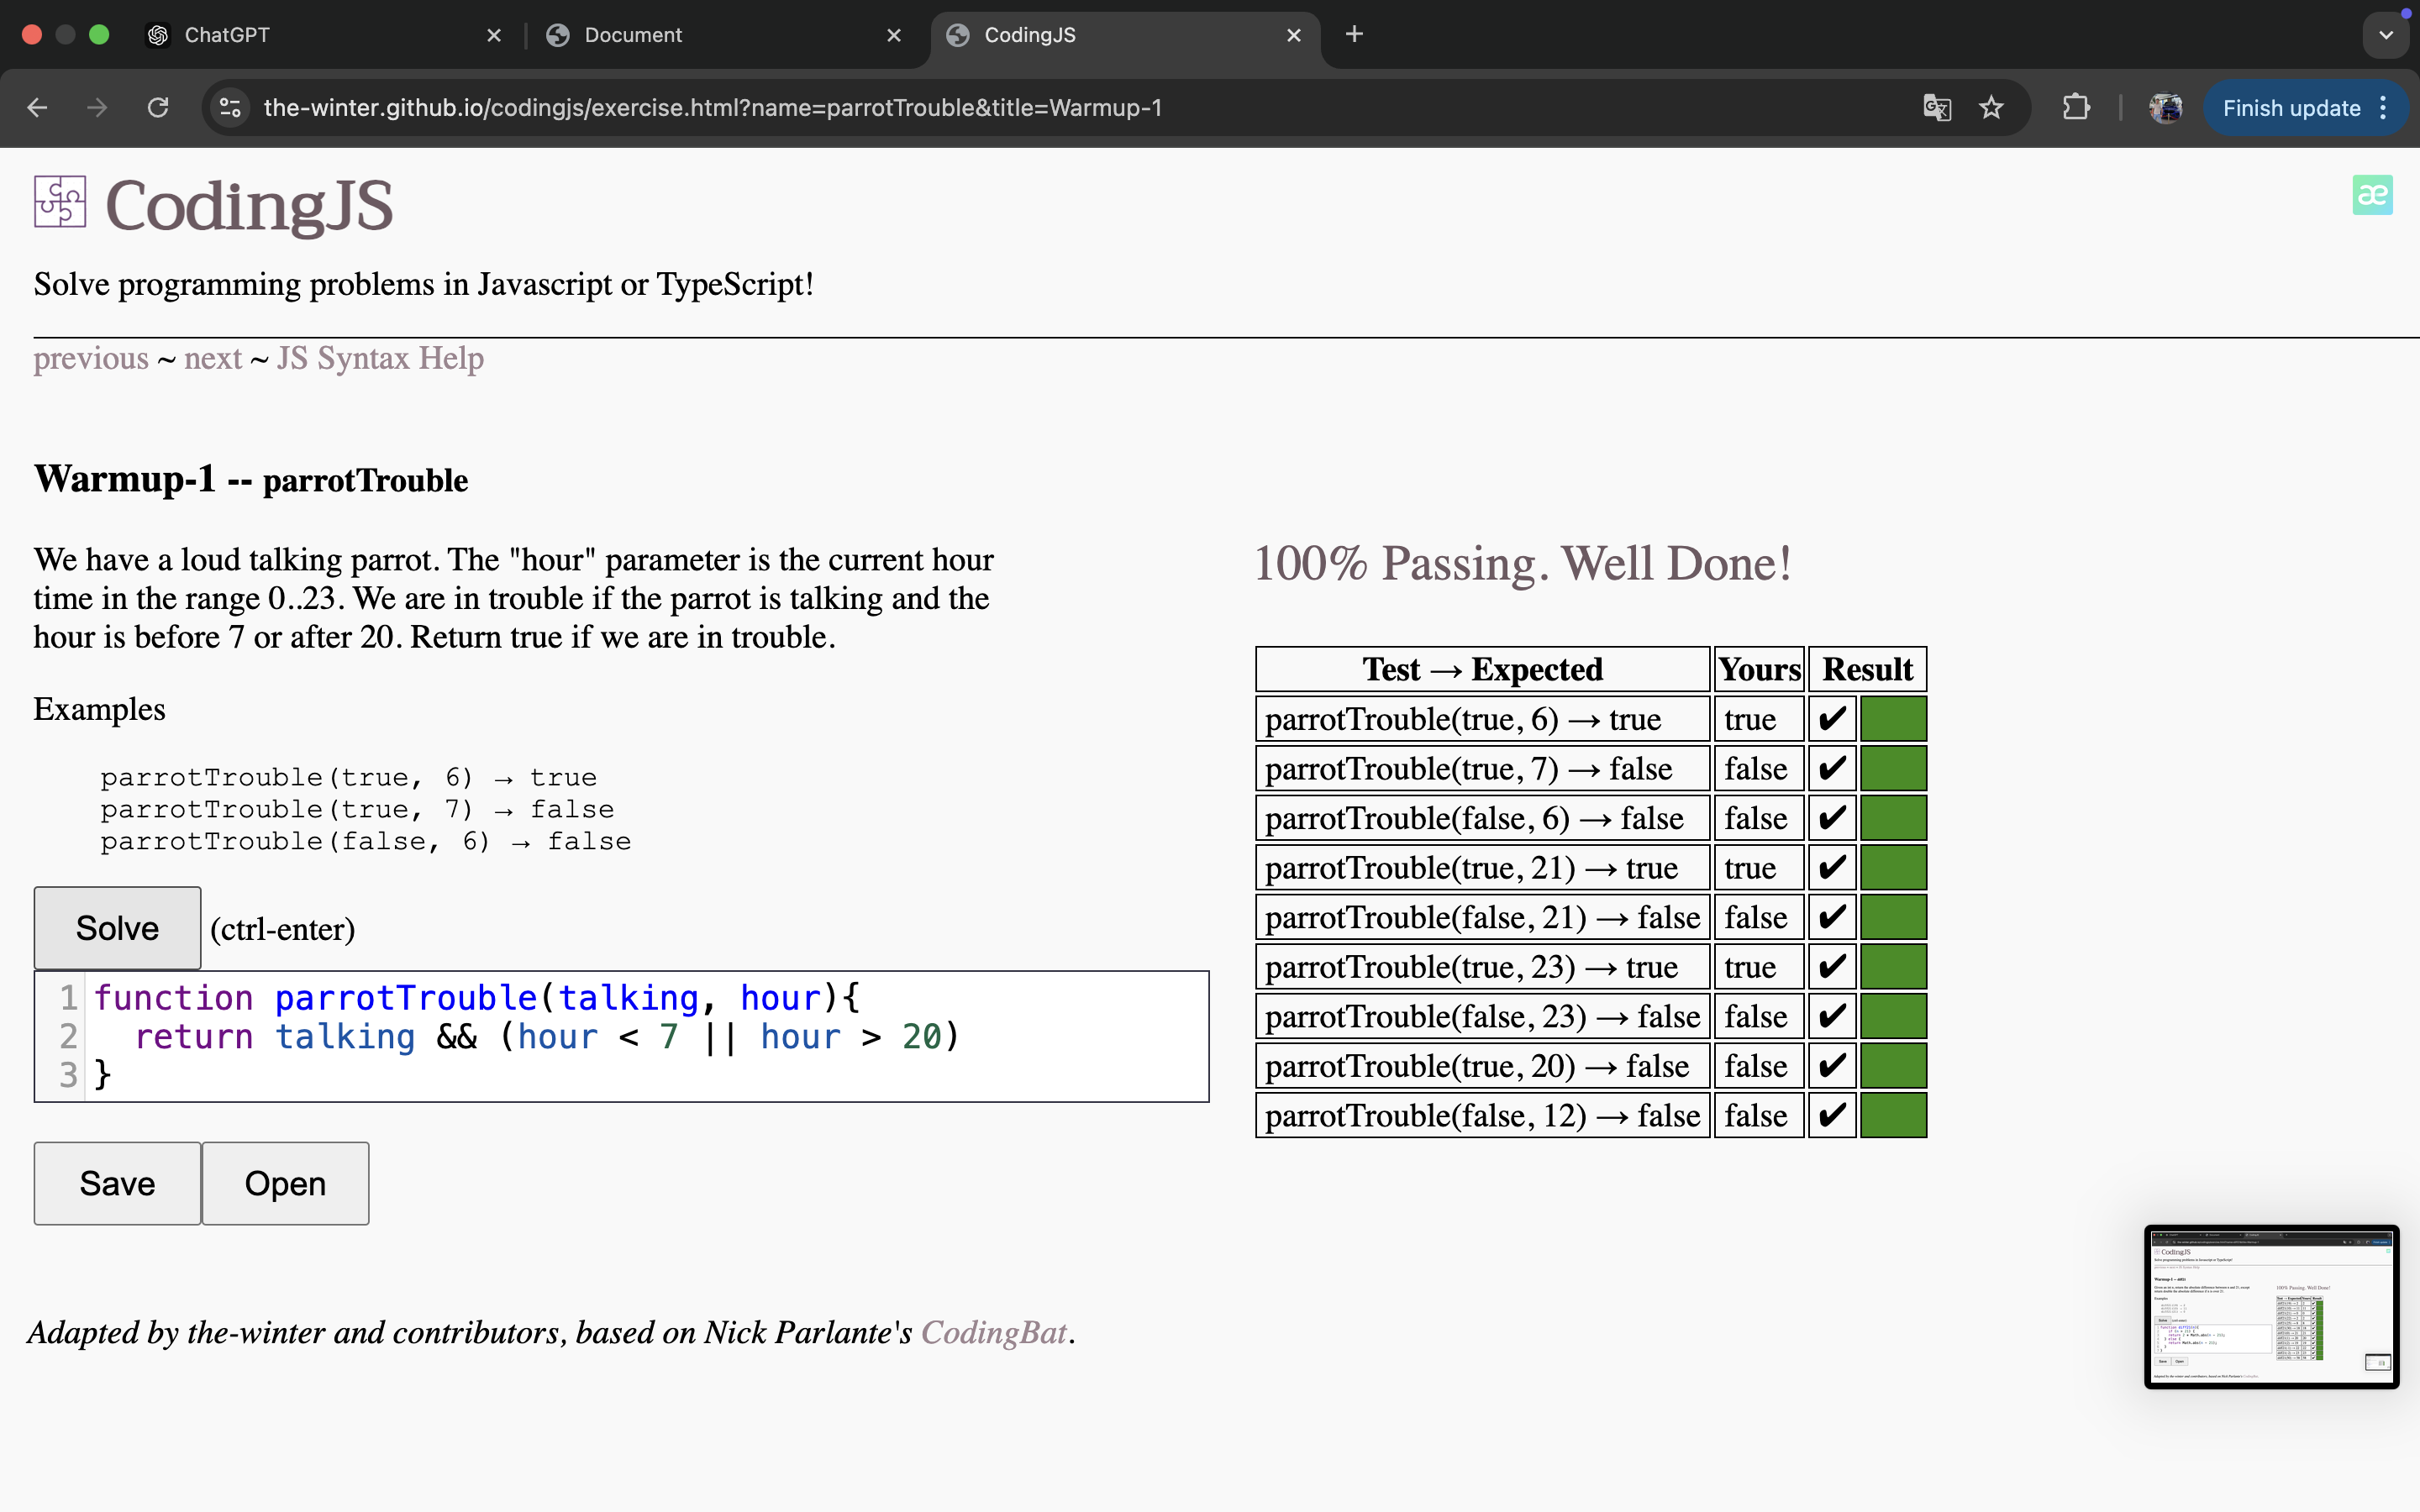 ChatGPT
Document
CodingJS
the-winter.github.io/codingjs/exercise.html?name=parrotTrouble&title=Warmup-1
Finish update
CodingJS
æ
Solve programming problems in Javascript or TypeScript!
previous ~ next ~ JS Syntax Help
Warmup-1 -- parrotTrouble
We have a loud talking parrot. The "hour" parameter is the current hour
time in the range 0..23. We are in trouble if the parrot is talking and the
hour is before 7 or after 20. Return true if we are in trouble.
Examples
parrotTrouble(true, 6) → true
parrotTrouble(true, 7) → false
parrotTrouble(false, 6) → false
Solve (ctrl-enter)
1 function parrotTrouble(talking, hour){
2   return talking && (hour < 7 || hour > 20)
3 }
Save Open
100% Passing. Well Done!
Test → Expected Yours Result
parrotTrouble(true, 6) → true true ✔
parrotTrouble(true, 7) → false false ✔
parrotTrouble(false, 6) → false false ✔
parrotTrouble(true, 21) → true true ✔
parrotTrouble(false, 21) → false false ✔
parrotTrouble(true, 23) → true true ✔
parrotTrouble(false, 23) → false false ✔
parrotTrouble(true, 20) → false false ✔
parrotTrouble(false, 12) → false false ✔
Adapted by the-winter and contributors, based on Nick Parlante's CodingBat.
CodingJS
100% Passing. Well Done!